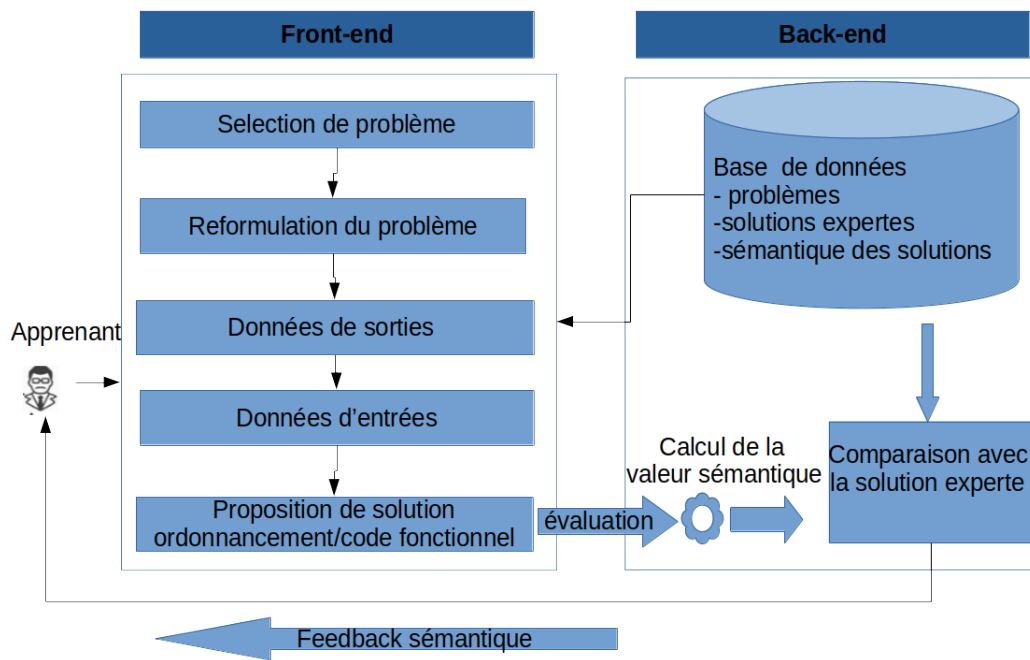 Front-end
Back-end
Selection de problème
Reformulation du problème
Données de sorties
Données d'entrées
Proposition de solution
ordonnancement/code fonctionnel
Apprenant
Base de données
- problèmes
-solutions expertes
-sémantique des solutions
évaluation
Calcul de la
valeur sémantique
Comparaison avec
la solution experte
Feedback sémantique